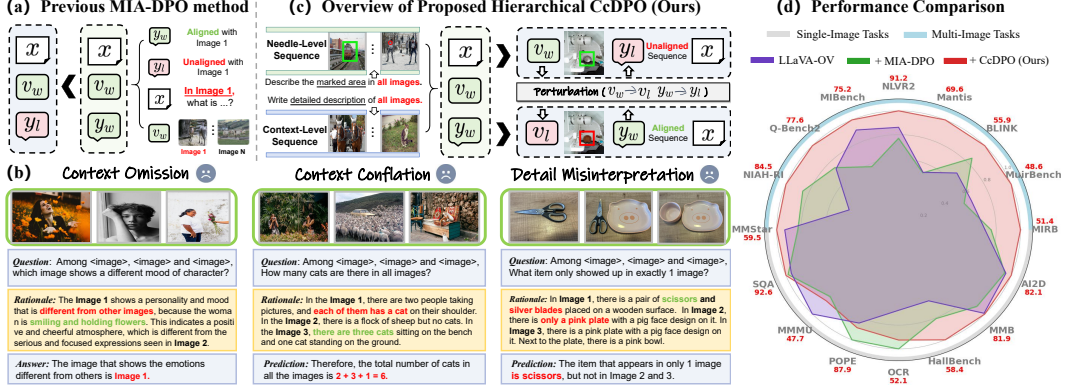 (a) Previous MIA-DPO method
x
v_w
y_l
x
v_w
y_w
y_w
Aligned with Image 1
y_l
Unaligned with Image 1
x
In Image 1, what is ...?
v_w
Image 1
Image N
(c) Overview of Proposed Hierarchical CcDPO (Ours)
Needle-Level Sequence
Describe the marked area in all images.
Write detailed description of all images.
Context-Level Sequence
x
v_w
y_w
v_w
y_l
Unaligned Sequence
x
Perturbation (v_w→v_l y_w→y_l)
v_l
y_w
Aligned Sequence
x
(b)
Context Omission
Question: Among <image>, <image> and <image>,
which image shows a different mood of character?
Rationale: The Image 1 shows a personality and mood
that is different from other images, because the woma
n is smiling and holding flowers. This indicates a positi
ve and cheerful atmosphere, which is different from the
serious and focused expressions seen in Image 2.
Answer: The image that shows the emotions
different from others is Image 1.
Context Conflation
Question: Among <image>, <image> and <image>,
How many cats are there in all images?
Rationale: In the Image 1, there are two people taking
pictures, and each of them has a cat on their shoulder.
In the Image 2, there is a flock of sheep but no cats. In
the Image 3, there are three cats sitting on the bench
and one cat standing on the ground.
Prediction: Therefore, the total number of cats in
all the images is 2 + 3 + 1 = 6.
Detail Misinterpretation
Question: Among <image>, <image> and <image>,
What item only showed up in exactly 1 image?
Rationale: In Image 1, there is a pair of scissors and
silver blades placed on a wooden surface. In Image 2,
there is only a pink plate with a pig face design on it. In
Image 3, there is a pink plate with a pig face design on
it. Next to the plate, there is a pink bowl.
Prediction: The item that appears in only 1 image
is scissors, but not in Image 2 and 3.
(d) Performance Comparison
Single-Image Tasks
Multi-Image Tasks
LLaVA-OV
+ MIA-DPO
+ CcDPO (Ours)
91.2
NLVR2
69.6
Mantis
55.9
BLINK
48.6
MuirBench
51.4
MIRB
AI2D
82.1
MMB
81.9
HallBench
58.4
OCR
52.1
POPE
87.9
MMMU
47.7
SQA
92.6
MMStar
59.5
84.5
NIAH-RI
77.6
Q-Bench2
75.2
MIBench